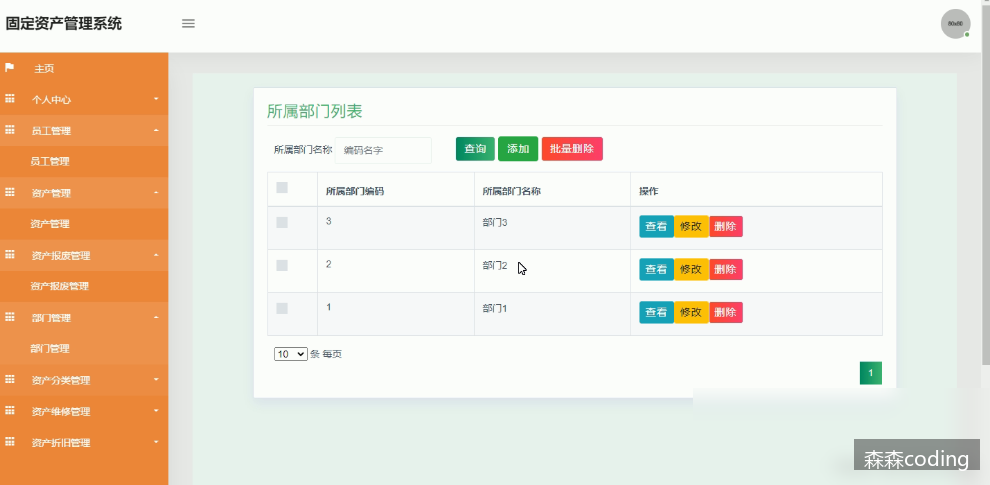 固定资产管理系统
80x80
主页
个人中心
员工管理
员工管理
资产管理
资产管理
资产报废管理
资产报废管理
部门管理
部门管理
资产分类管理
资产维修管理
资产折旧管理
所属部门列表
所属部门名称 编码名字 查询 添加 批量删除
所属部门编码 所属部门名称 操作
3 部门3 查看 修改 删除
2 部门2 查看 修改 删除
1 部门1 查看 修改 删除
10 条 每页
1
森森coding